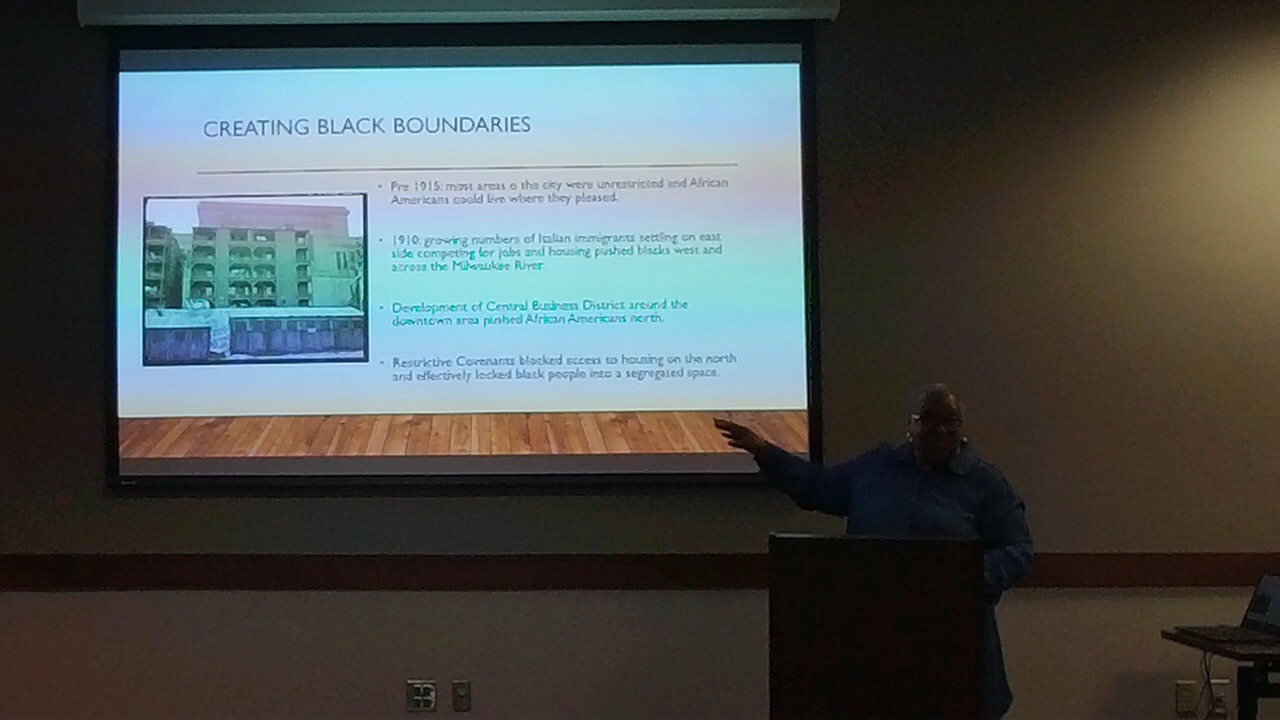 CREATING BLACK BOUNDARIES
• Pre 1915: most areas o the city were unrestricted and African
Americans could live where they pleased.
• 1910: growing numbers of Italian immigrants settling on east
side competing for jobs and housing pushed blacks west and
across the Milwaukee River.
• Development of Central Business District around the
downtown area pushed African Americans north.
• Restrictive Covenants blocked access to housing on the north
and effectively locked black people into a segregated space.